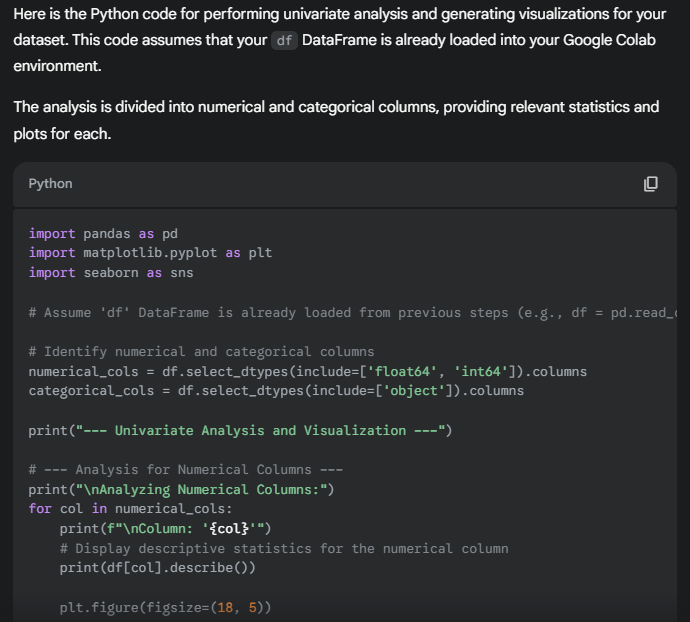 Here is the Python code for performing univariate analysis and generating visualizations for your
dataset. This code assumes that your df DataFrame is already loaded into your Google Colab
environment.
The analysis is divided into numerical and categorical columns, providing relevant statistics and
plots for each.
Python
import pandas as pd
import matplotlib.pyplot as plt
import seaborn as sns
# Assume 'df' DataFrame is already loaded from previous steps (e.g., df = pd.read_
# Identify numerical and categorical columns
numerical_cols = df.select_dtypes(include=['float64', 'int64']).columns
categorical_cols = df.select_dtypes(include=['object']).columns
print("--- Univariate Analysis and Visualization ---")
# --- Analysis for Numerical Columns ---
print("\nAnalyzing Numerical Columns:")
for col in numerical_cols:
    print(f"\nColumn: '{col}'")
    # Display descriptive statistics for the numerical column
    print(df[col].describe())
    plt.figure(figsize=(18, 5))